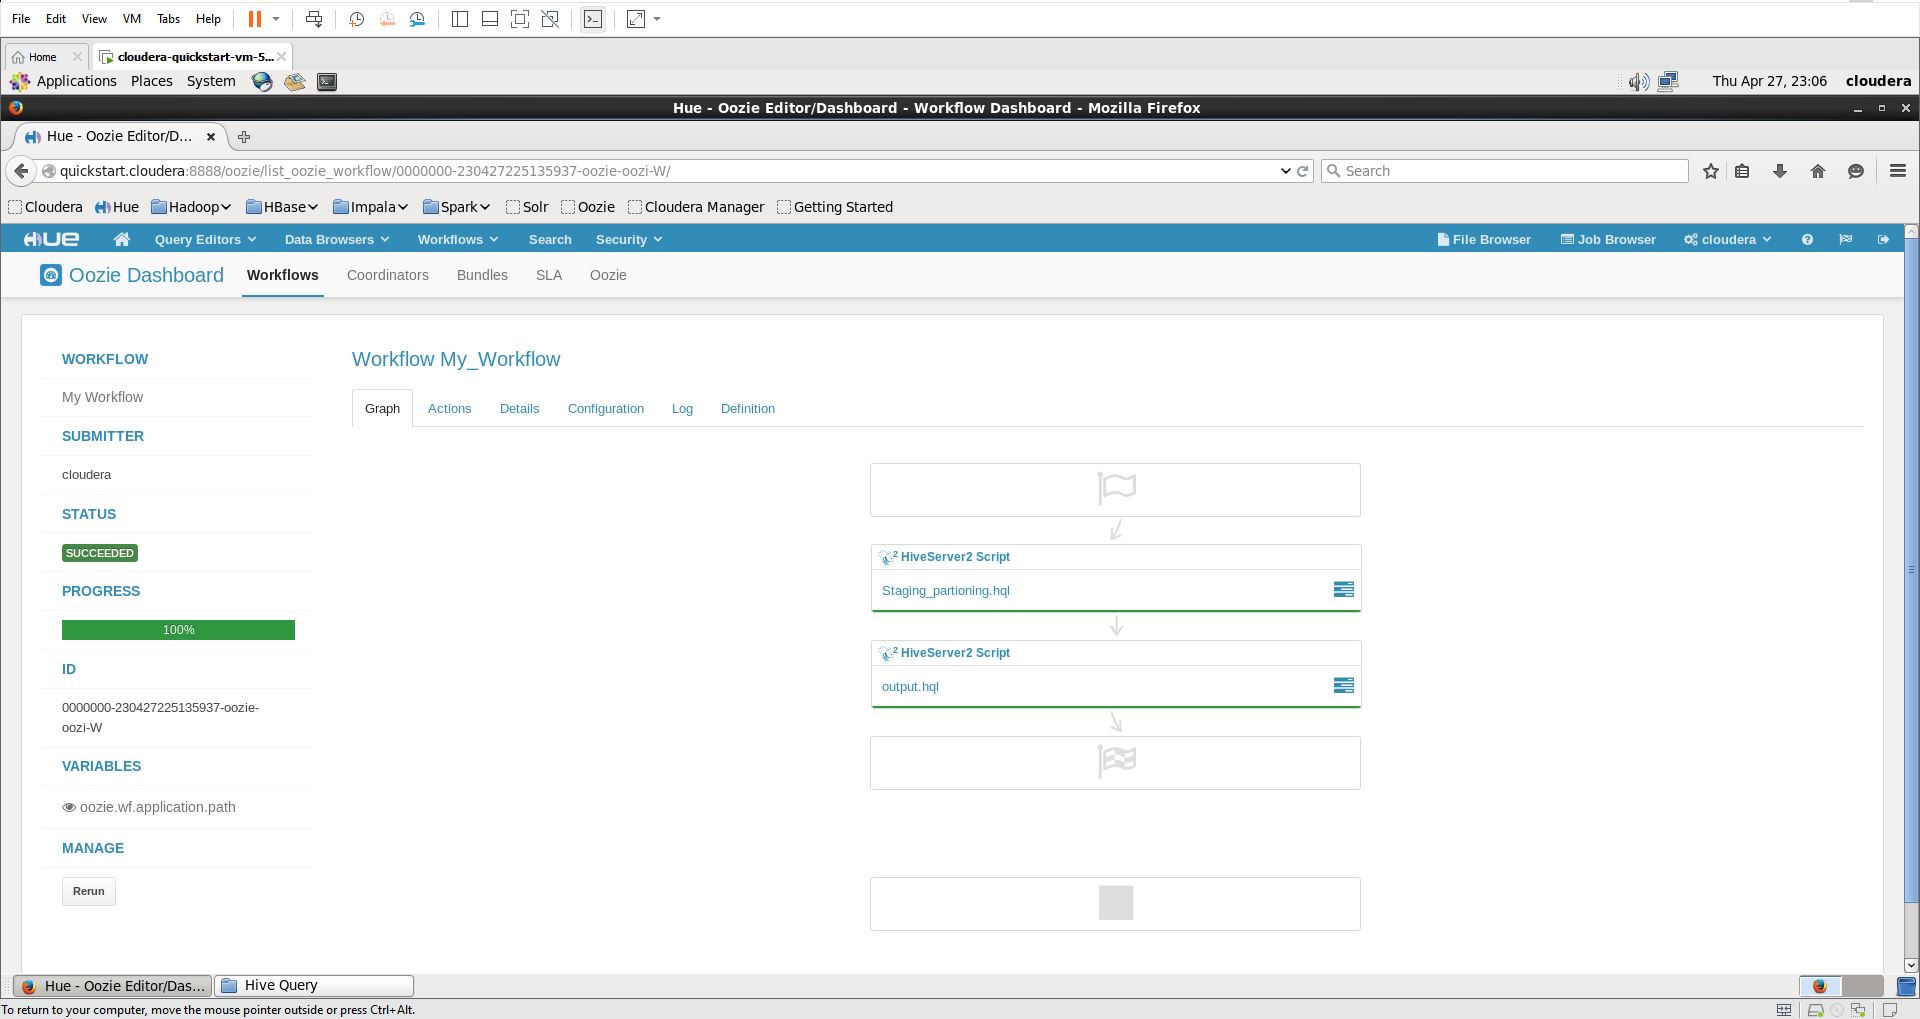 File Edit View VM Tabs Help
Home cloudera-quickstart-vm-5...
Applications Places System Thu Apr 27, 23:06 cloudera
Hue - Oozie Editor/Dashboard - Workflow Dashboard - Mozilla Firefox
Hue - Oozie Editor/D...
quickstart.cloudera:8888/oozie/list_oozie_workflow/0000000-230427225135937-oozie-oozi-W/ Search
Cloudera Hue Hadoop HBase Impala Spark Solr Oozie Cloudera Manager Getting Started
HUE Query Editors Data Browsers Workflows Search Security File Browser Job Browser cloudera
Oozie Dashboard Workflows Coordinators Bundles SLA Oozie
WORKFLOW
My Workflow
SUBMITTER
cloudera
STATUS
SUCCEEDED
PROGRESS
100%
ID
0000000-230427225135937-oozie-
oozi-W
VARIABLES
oozie.wf.application.path
MANAGE
Rerun
Workflow My_Workflow
Graph Actions Details Configuration Log Definition
2 HiveServer2 Script
Staging_partioning.hql
2 HiveServer2 Script
output.hql
Hue - Oozie Editor/Das... Hive Query
To return to your computer, move the mouse pointer outside or press Ctrl+Alt.